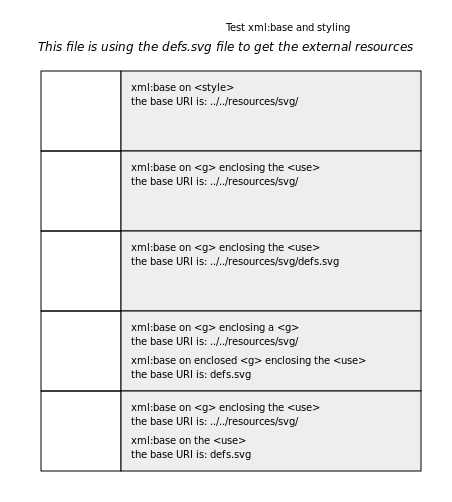 Test xml:base and styling
This file is using the defs.svg file to get the external resources
xml:base on <style>
the base URI is: ../../resources/svg/
xml:base on <g> enclosing the <use>
the base URI is: ../../resources/svg/
xml:base on <g> enclosing the <use>
the base URI is: ../../resources/svg/defs.svg
xml:base on <g> enclosing a <g>
the base URI is: ../../resources/svg/
xml:base on enclosed <g> enclosing the <use>
the base URI is: defs.svg
xml:base on <g> enclosing the <use>
the base URI is: ../../resources/svg/
xml:base on the <use>
the base URI is: defs.svg